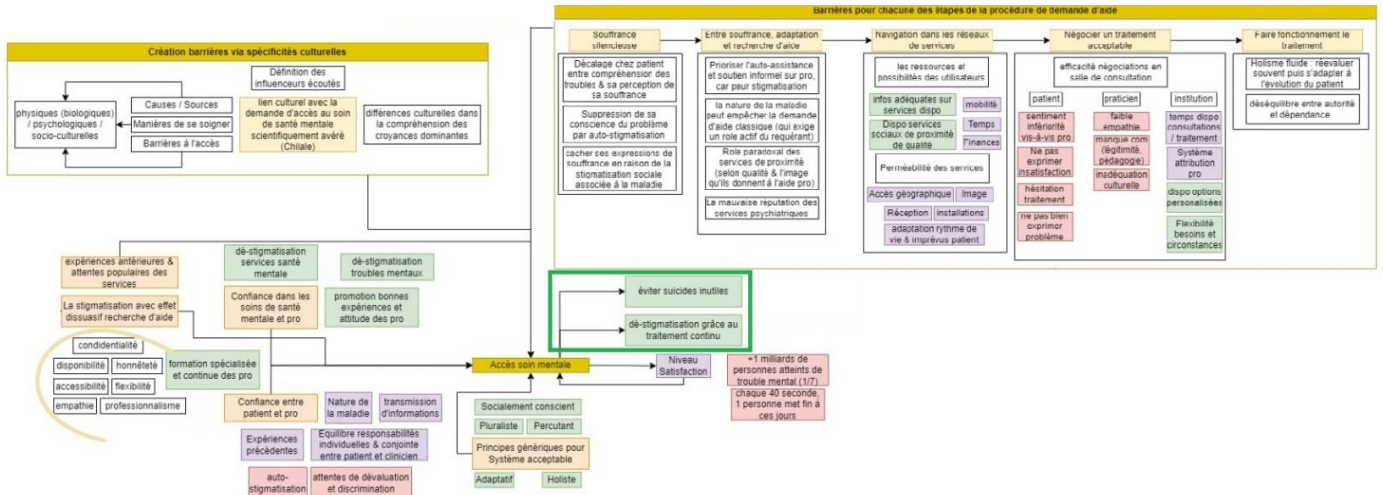 Barrières pour chacune des étapes de la procédure de demande d'aide
Souffrance
silencieuse
Entre souffrance, adaptation
et recherche d'aide
Navigation dans les réseaux
de services
Négocier un traitement
acceptable
Faire fonctionnement le
traitement
Décalage chez patient
entre compréhension des
troubles & sa perception de
sa souffrance
Suppression de sa
conscience du problème
par auto-stigmatisation
cacher ses expressions de
souffrance en raison de la
stigmatisation sociale
associée à la maladie
Prioriser l'auto-assistance
et soutien informel sur pro,
car peur stigmatisation
la nature de la maladie
peut empêcher la demande
d'aide classique (qui exige
un role actif du requérant)
Role paradoxal des
services de proximité
(selon qualité & l'image
qu'ils donnent à l'aide pro)
La mauvaise réputation des
services psychiatriques
les ressources et
possibilités des utilisateurs
infos adéquates sur
services dispo
Dispo services
sociaux de proximité
de qualité
mobilité
Temps
Finances
Perméabilité des services
Accès géographique
Image
Réception
installations
adaptation rythme de
vie & imprévus patient
efficacité négociations en
salle de consultation
patient
praticien
institution
sentiment
infériorité
vis-à-vis pro
Ne pas
exprimer
insatisfaction
hésitation
traitement
ne pas bien
exprimor
problème
faible
empathie
manque com
(légitimité,
pédagogie)
inadéquation
culturelle
temps dispo
consultations
/ traitement
Système
attribution
pro
dispo options
personalisées
Flexibilité
besoins et
circonstances
Holisme fluide : réevaluer
souvent puis s'adapter à
l'évolution du patient
déséquilibre entre autorité
et dépendance
Création barrières via spécificités culturelles
physiques (biologiques)
/ psychologiques /
socio-culturelles
Causes / Sources
Manières de se soigner
Barrières à l'accès
Définition des
influenceurs écoutés
lien culturel avec la
demande d'accès au soin
de santé mentale
scientifiquement avéré
(Chilale)
différences culturelles dans
la compréhension des
croyances dominantes
expériences antérieures &
attentes populaires des
services
La stigmatisation avec effet
dissuasif recherche d'aide
dé-stigmatisation
services santé
mentale
dé-stigmatisation
troubles mentaux
Confiance dans les
soins de santé
mentale et pro
promotion bonnes
expériences et
attitude des pro
condidentialité
disponibilité
honnêteté
accessibilité
flexibilité
empathie
professionnalisme
formation spécialisée
et continue des pro
éviter suicides inutiles
dé-stigmatisation grâce au
traitement continu
Accès soin mentale
Niveau
Satisfaction
+1 milliards de
personnes atteints de
trouble mental (1/7)
chaque 40 seconde,
1 personne met fin à
ces jours
Confiance entre
patient et pro
Nature de
la maladie
transmission
d'informations
Expériences
précèdentes
Equilibre responsabilités
individuelles & conjointe
entre patient et clinicien
auto-
stigmatisation
attentes de dévaluation
et discrimination
Socialement conscient
Pluraliste
Percutant
Principes génériques pour
Système acceptable
Adaptatif
Holiste